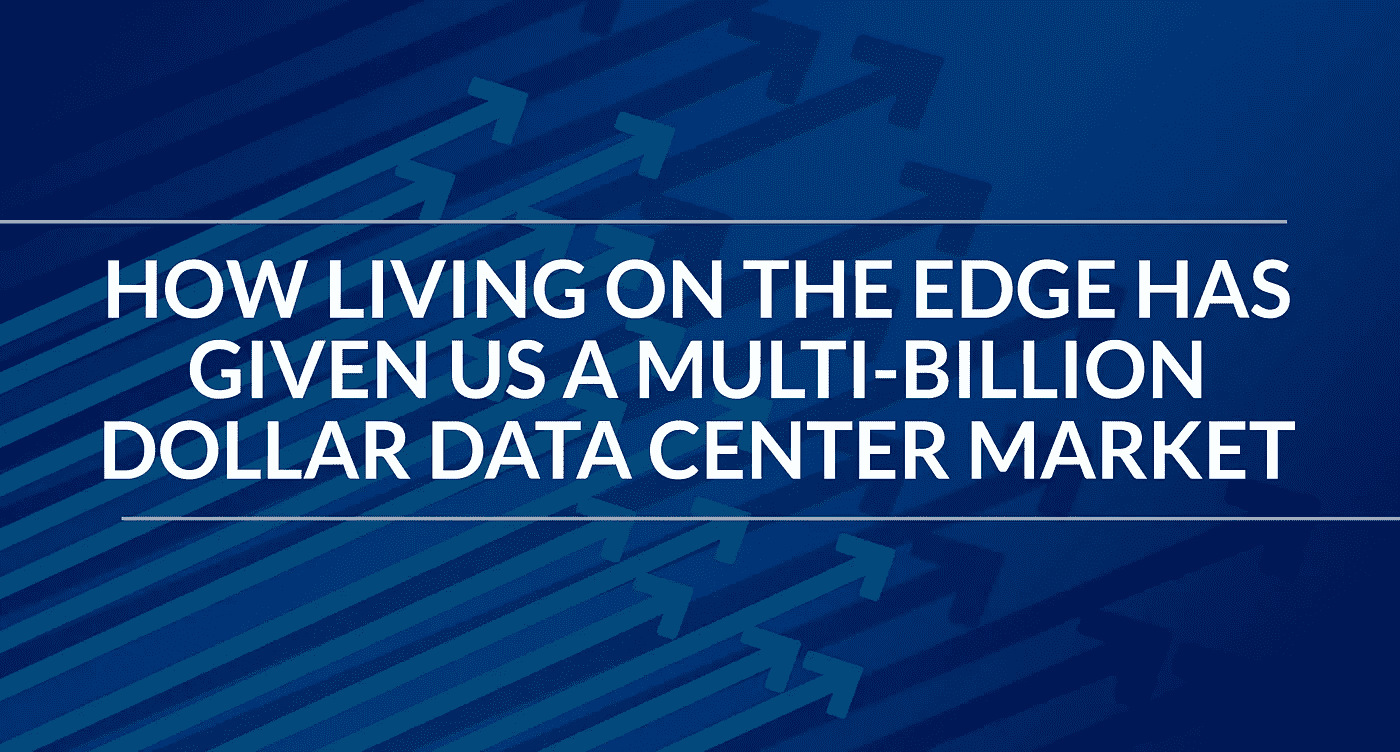 HOW LIVING ON THE EDGE HAS
GIVEN US A MULTI-BILLION
DOLLAR DATA CENTER MARKET